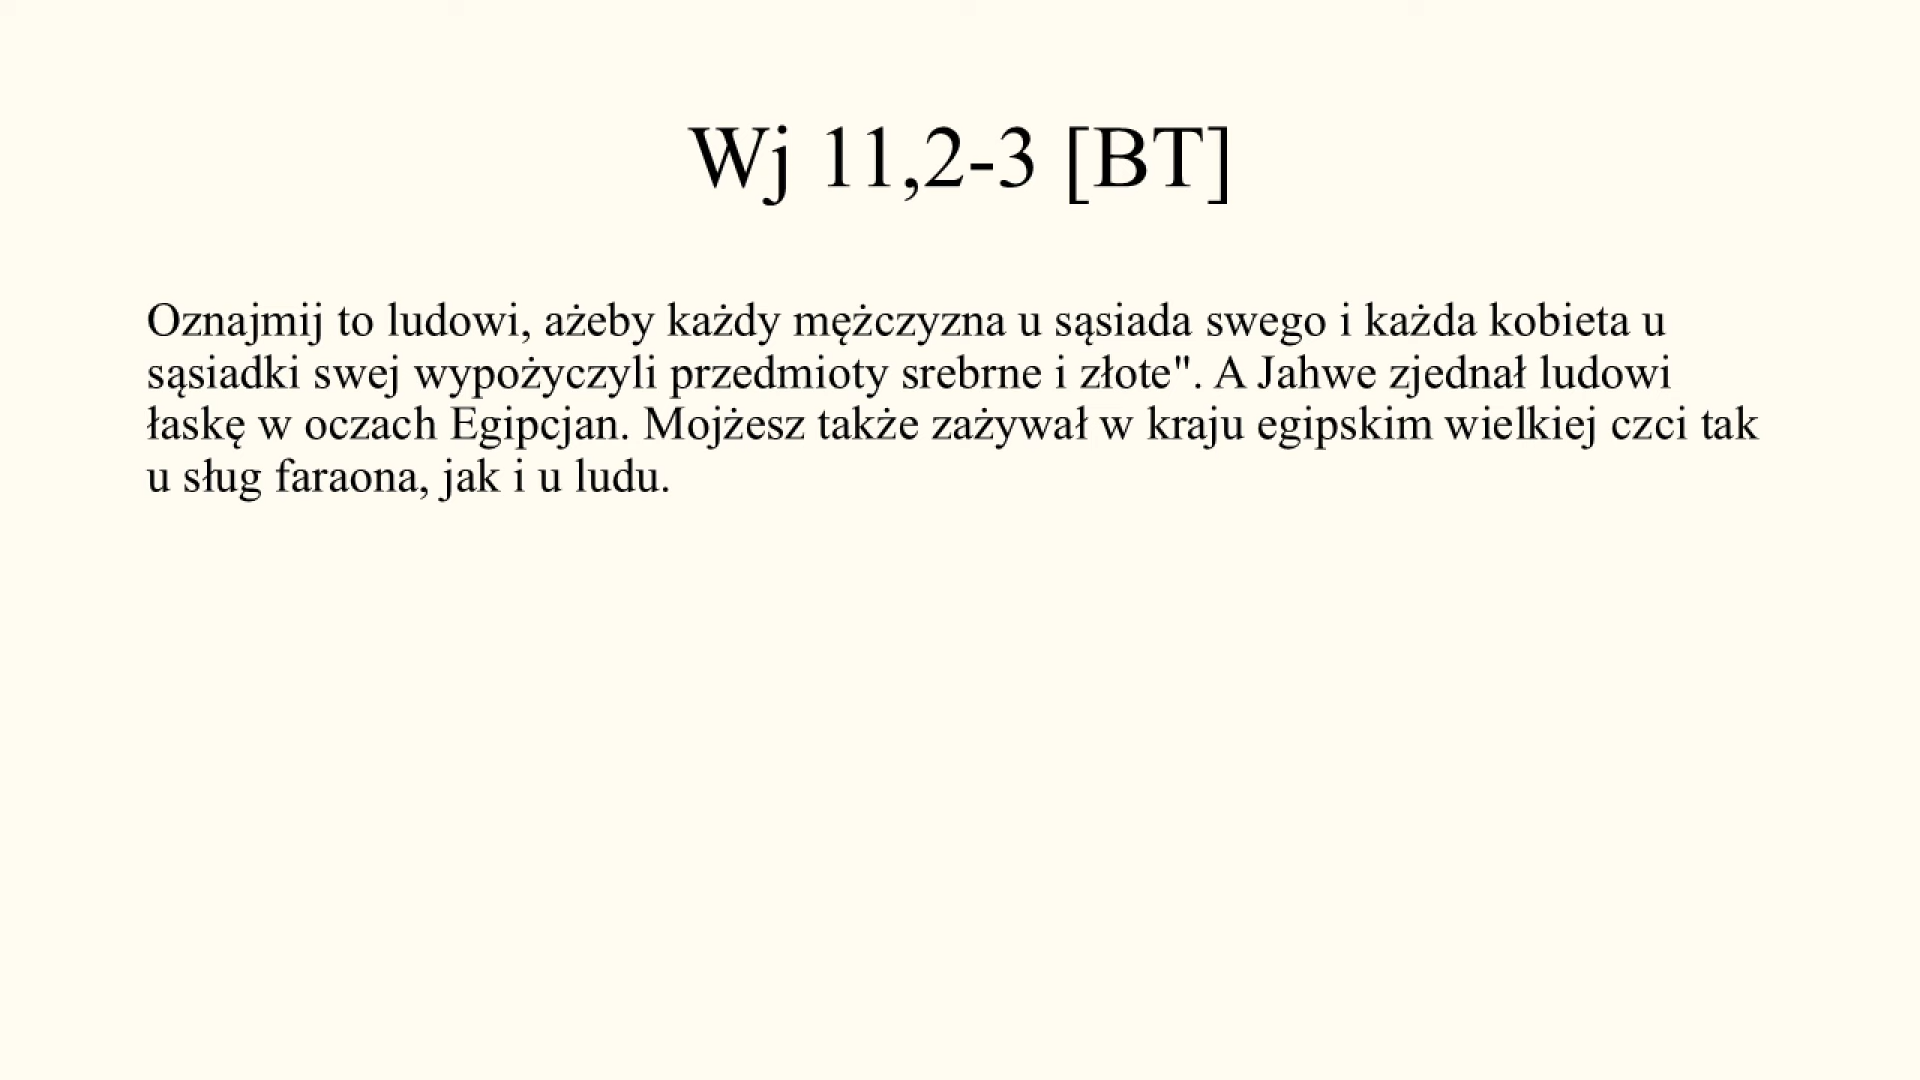 Wj 11,2-3 [BT]
Oznajmij to ludowi, ażeby każdy mężczyzna u sąsiada swego i każda kobieta u
sąsiadki swej wypożyczyli przedmioty srebrne i złote". A Jahwe zjednał ludowi
łaskę w oczach Egipcjan. Mojżesz także zażywał w kraju egipskim wielkiej czci tak
u sług faraona, jak i u ludu.